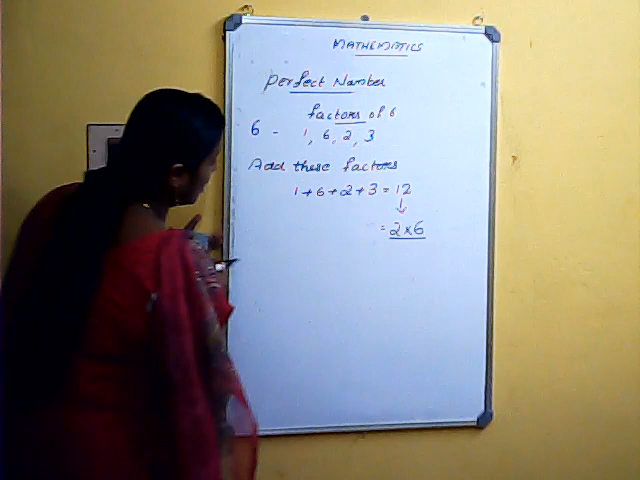 MATHEMATICS
Perfect Number
factors of 6
6 - 1, 6, 2, 3
Add these factors
1 + 6 + 2 + 3 = 12
↓
= 2×6